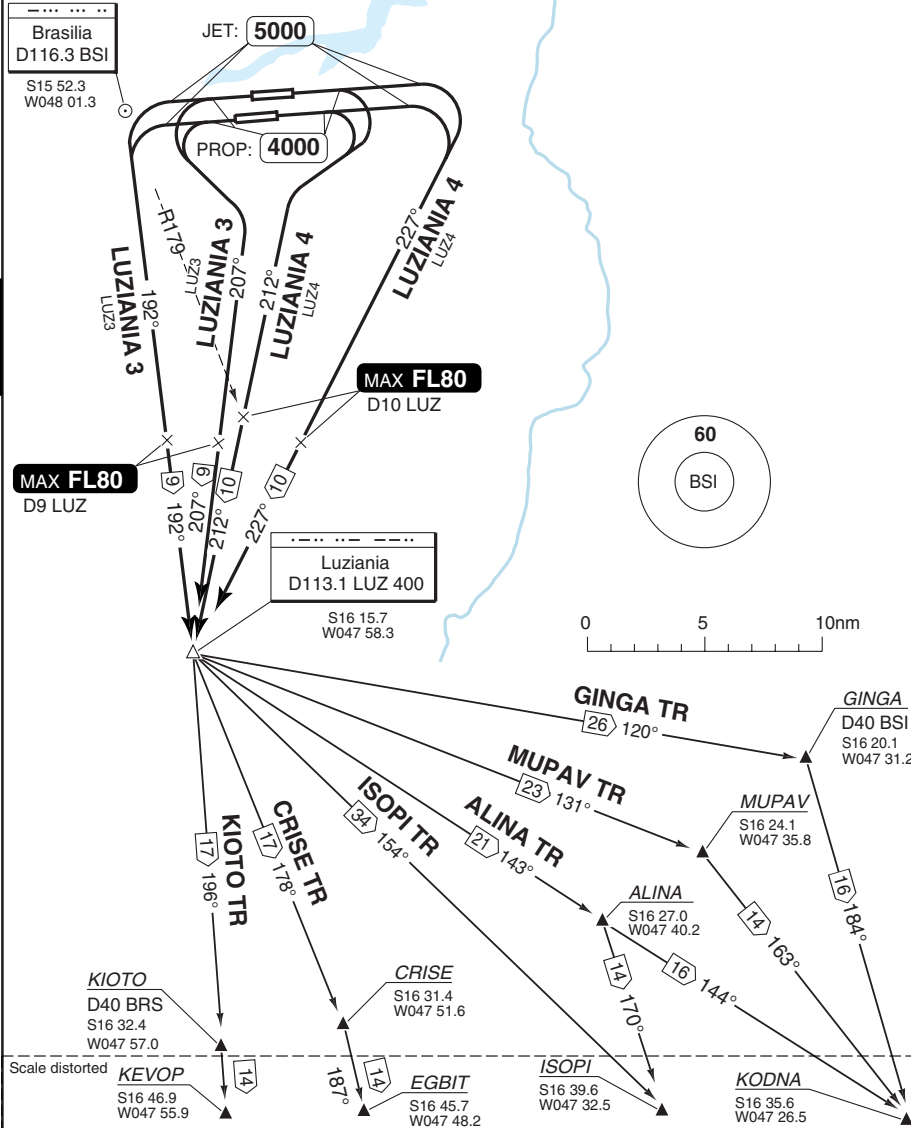 —··· ··· ··
Brasilia
D116.3 BSI
S15 52.3
W048 01.3
JET: 5000
PROP: 4000
R179
LUZIANIA 3
LUZ3
192°
LUZIANIA 3
LUZ3
207°
LUZIANIA 4
LUZ4
212°
LUZIANIA 4
LUZ4
227°
MAX FL80
D10 LUZ
MAX FL80
D9 LUZ
9
192°
9
207°
10
212°
10
227°
60
BSI
·—·· ··— ——··
Luziania
D113.1 LUZ 400
S16 15.7
W047 58.3
0 5 10nm
GINGA TR
26 120°
GINGA
D40 BSI
S16 20.1
W047 31.2
MUPAV TR
23 131°
MUPAV
S16 24.1
W047 35.8
ALINA TR
21 143°
ALINA
S16 27.0
W047 40.2
ISOPI TR
34 154°
CRISE TR
17 178°
KIOTO TR
17 196°
16 184°
14 163°
16 144°
14 170°
KIOTO
D40 BRS
S16 32.4
W047 57.0
CRISE
S16 31.4
W047 51.6
Scale distorted
KEVOP
S16 46.9
W047 55.9
14
187°
14
EGBIT
S16 45.7
W047 48.2
ISOPI
S16 39.6
W047 32.5
KODNA
S16 35.6
W047 26.5